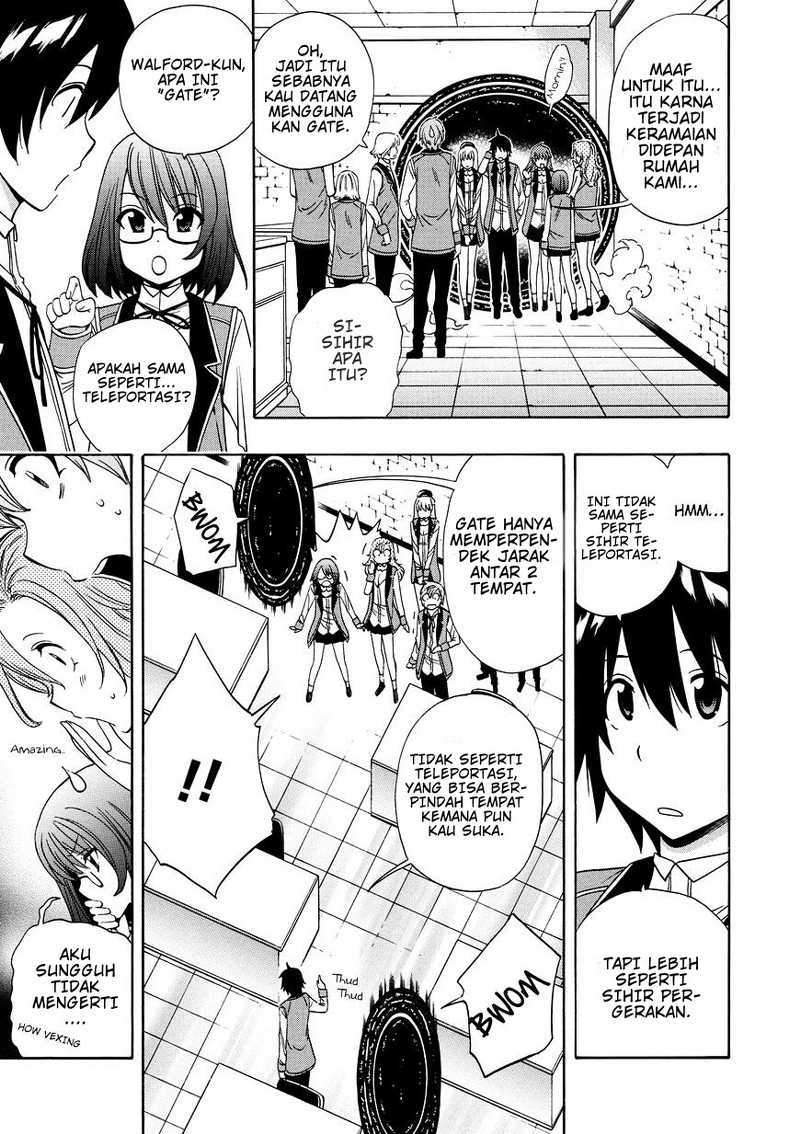 MAAF
UNTUK ITU...
ITU KARNA
TERJADI
KERAMAIAN
DIDEPAN
RUMAH
KAMI...
Mornin'!
OH,
JADI ITU
SEBABNYA
KAU DATANG
MENGGUNA
KAN GATE.
SI-
SIHIR
APA
ITU?
WALFORD-KUN,
APA INI
"GATE"?
APAKAH SAMA
SEPERTI...
TELEPORTASI?
HMM...
INI TIDAK
SAMA SE-
PERTI
SIHIR TE-
LEPORTASI.
TAPI LEBIH
SEPERTI
SIHIR PER-
GERAKAN.
GATE HANYA
MEMPERPEN-
DEK JARAK
ANTAR 2
TEMPAT.
BWOM
TIDAK SEPERTI
TELEPORTASI,
YANG BISA BER-
PINDAH TEMPAT
KEMANA PUN
KAU SUKA.
!!
BWOM
Thud
Thud
Amazing.
AKU
SUNGGUH
TIDAK
MENGERTI
....
HOW VEXING